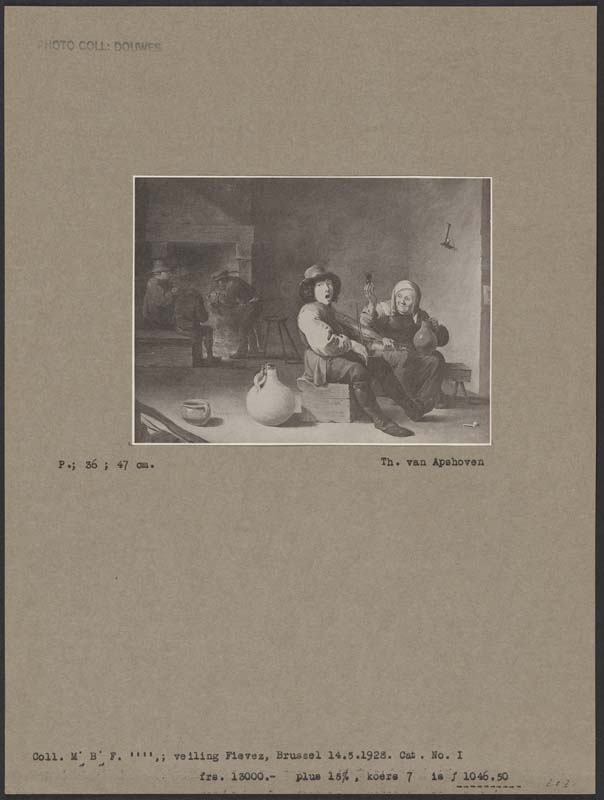 PHOTO COLL: DOUWES
P.; 36 ; 47 cm.
Th. van Apshoven
Coll. M. B. F. '''',; veiling Fievez, Brussel 14.5.1928. Cat. No. I
frs. 13000.- plus 15%, koers 7 is ƒ 1046.50